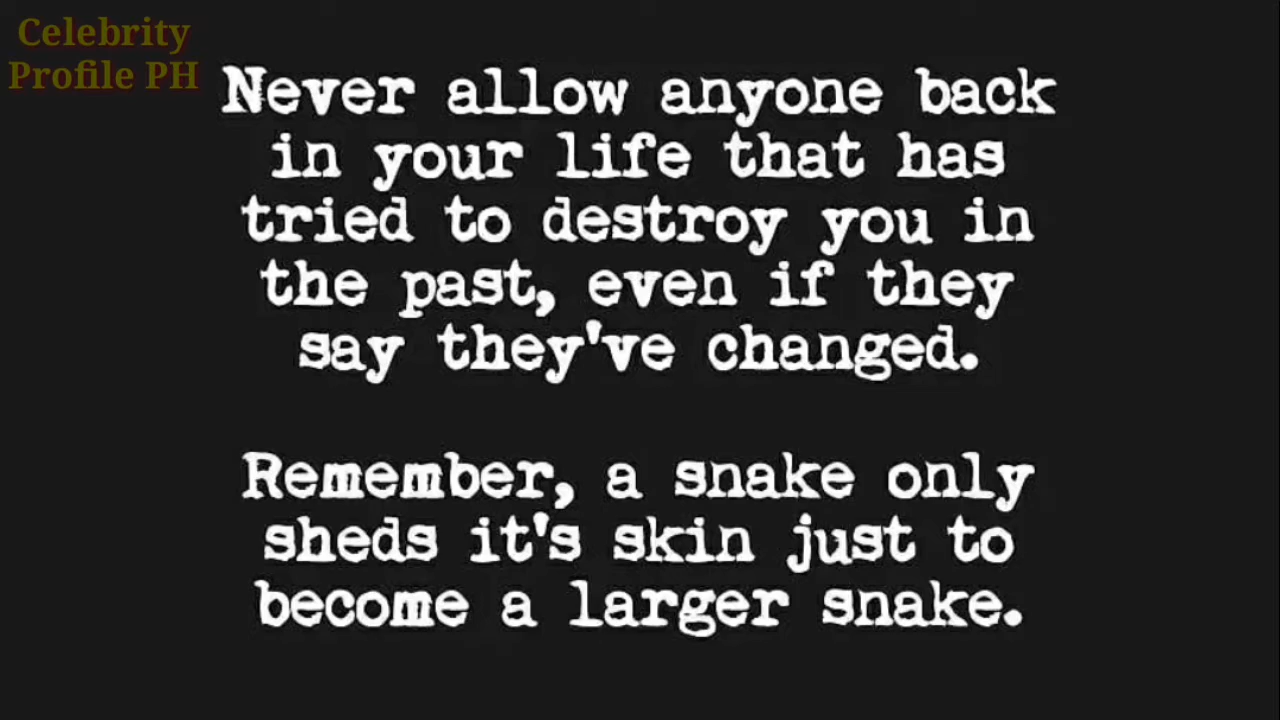 Celebrity
Profile PH
Never allow anyone back
in your life that has
tried to destroy you in
the past, even if they
say they've changed.
Remember, a snake only
sheds it's skin just to
become a larger snake.